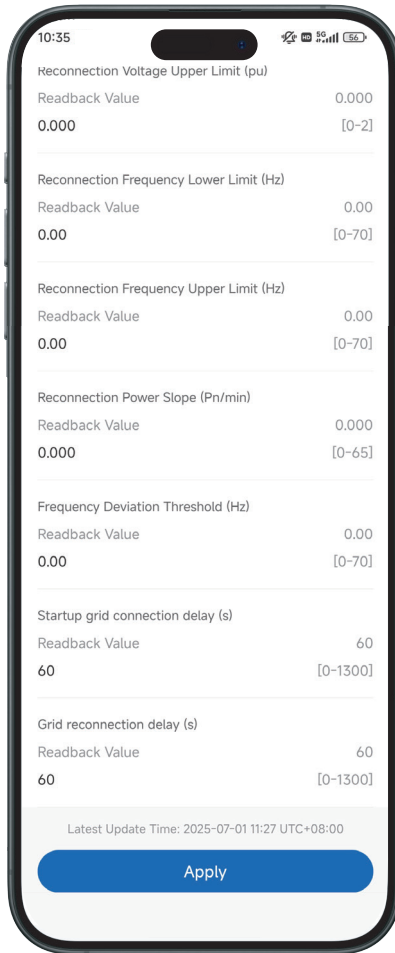 10:35
HD 5G 56
Reconnection Voltage Upper Limit (pu)
Readback Value 0.000
0.000 [0-2]
Reconnection Frequency Lower Limit (Hz)
Readback Value 0.00
0.00 [0-70]
Reconnection Frequency Upper Limit (Hz)
Readback Value 0.00
0.00 [0-70]
Reconnection Power Slope (Pn/min)
Readback Value 0.000
0.000 [0-65]
Frequency Deviation Threshold (Hz)
Readback Value 0.00
0.00 [0-70]
Startup grid connection delay (s)
Readback Value 60
60 [0-1300]
Grid reconnection delay (s)
Readback Value 60
60 [0-1300]
Latest Update Time: 2025-07-01 11:27 UTC+08:00
Apply